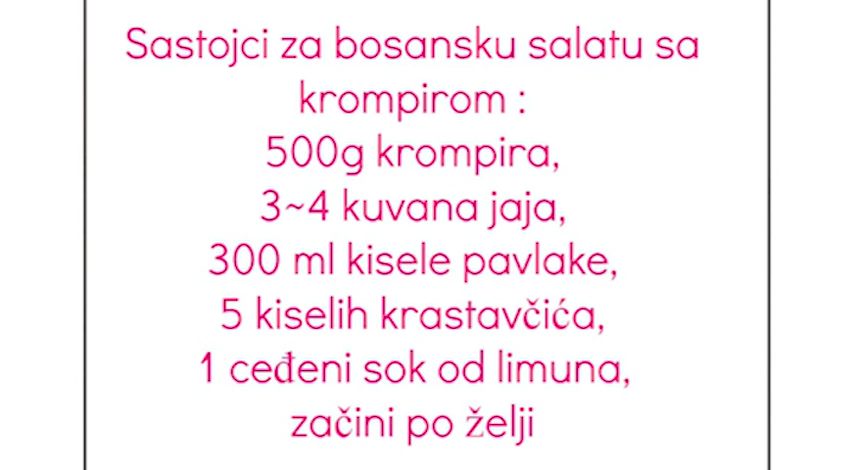 Sastojci za bosansku salatu sa
krompirom :
500g krompira,
3~4 kuvana jaja,
300 ml kisele pavlake,
5 kiselih krastavčića,
1 ceđeni sok od limuna,
začini po želji